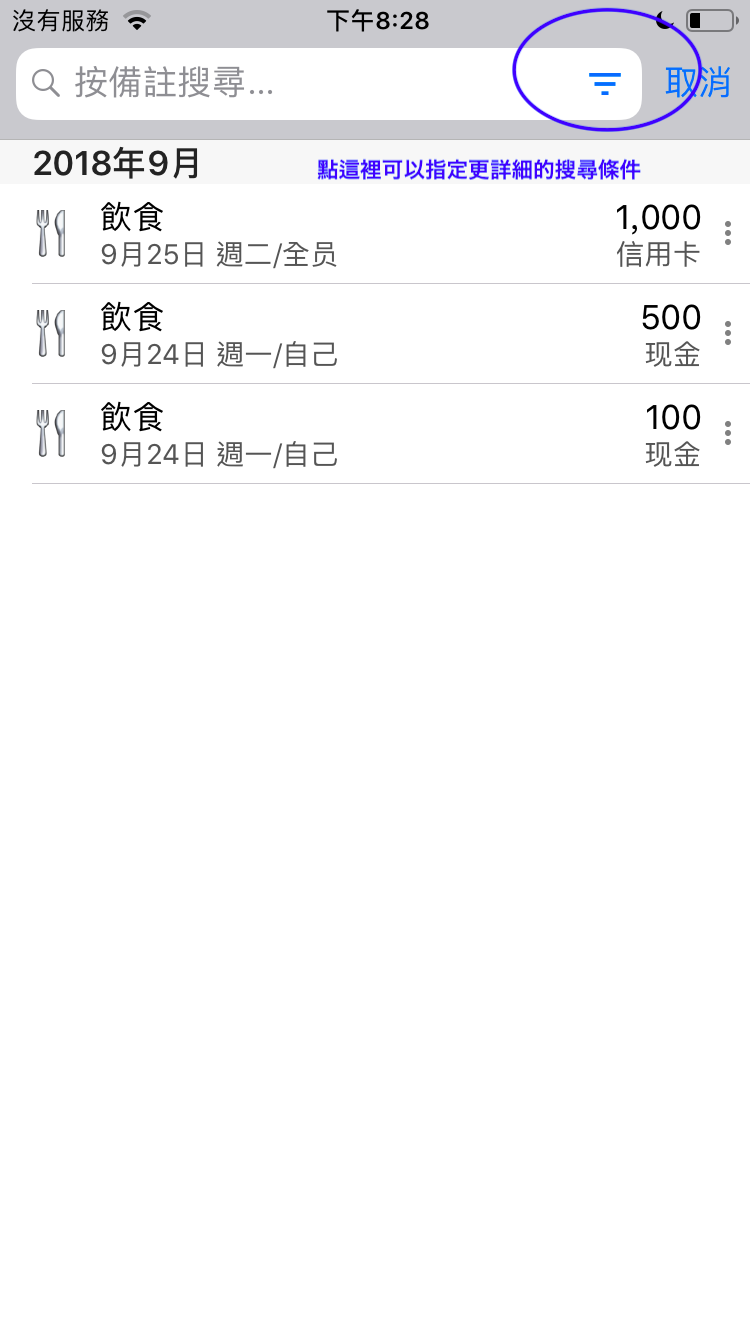 沒有服務 下午8:28
按備註搜尋... 取消
2018年9月 點這裡可以指定更詳細的搜尋條件
飲食 1,000
9月25日 週二/全员 信用卡
飲食 500
9月24日 週一/自己 现金
飲食 100
9月24日 週一/自己 现金